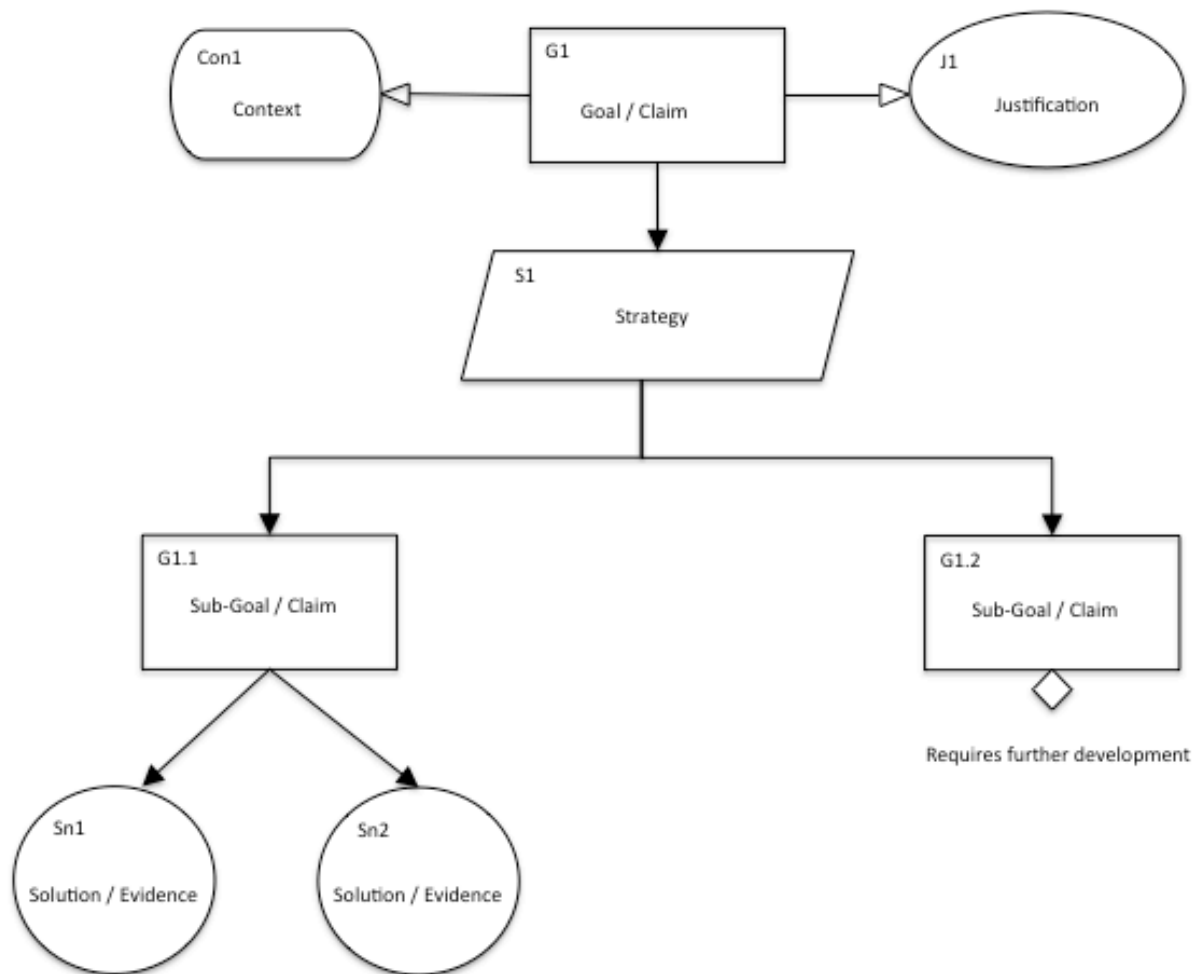 Con1
Context
G1
Goal / Claim
J1
Justification
S1
Strategy
G1.1
Sub-Goal / Claim
G1.2
Sub-Goal / Claim
Requires further development
Sn1
Solution / Evidence
Sn2
Solution / Evidence